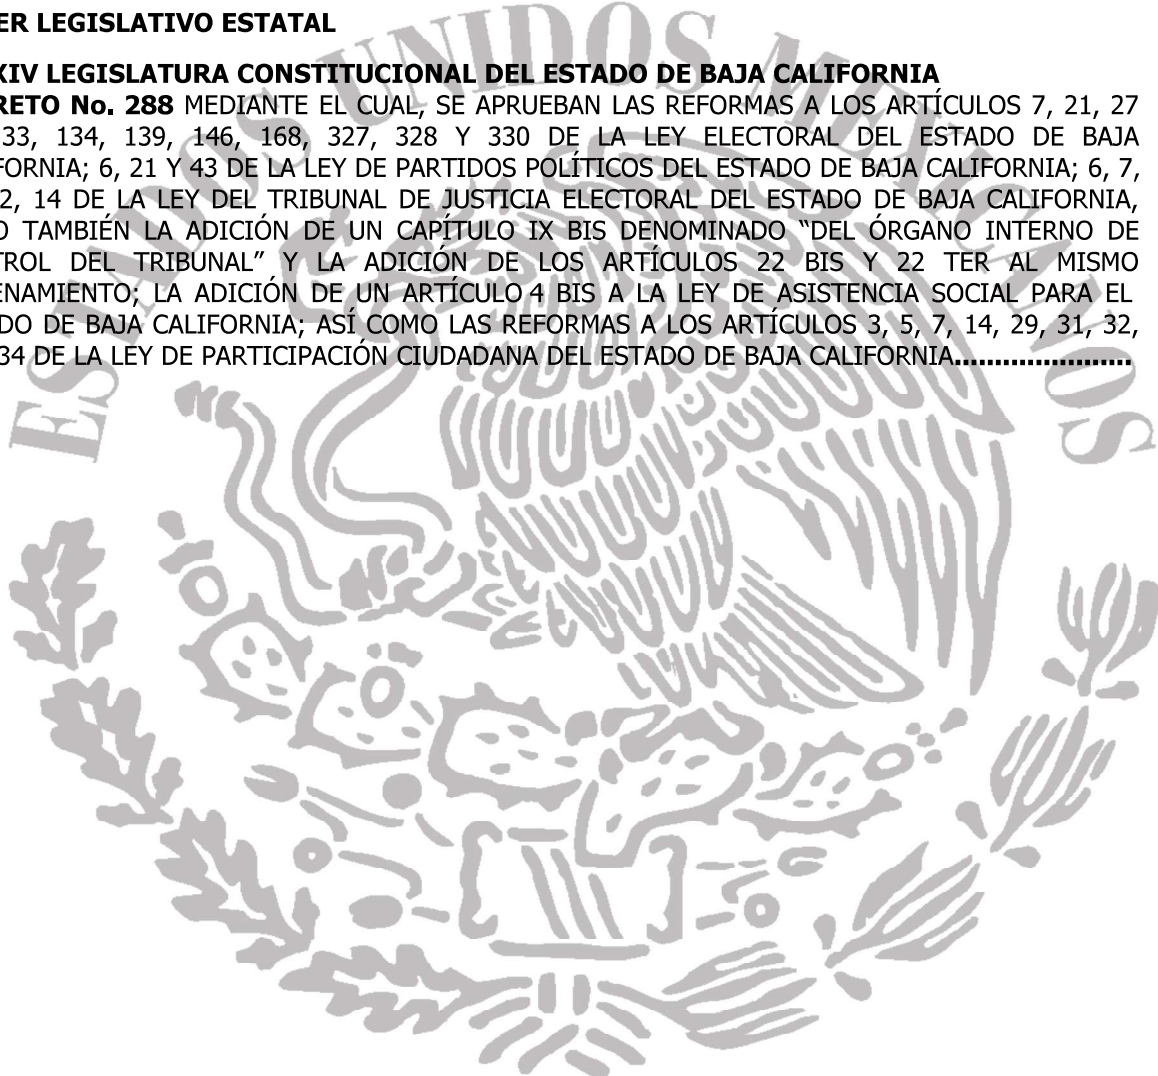 ER LEGISLATIVO ESTATAL
XIV LEGISLATURA CONSTITUCIONAL DEL ESTADO DE BAJA CALIFORNIA
RETO No. 288 MEDIANTE EL CUAL, SE APRUEBAN LAS REFORMAS A LOS ARTÍCULOS 7, 21, 27
33, 134, 139, 146, 168, 327, 328 Y 330 DE LA LEY ELECTORAL DEL ESTADO DE BAJA
FORNIA; 6, 21 Y 43 DE LA LEY DE PARTIDOS POLÍTICOS DEL ESTADO DE BAJA CALIFORNIA; 6, 7,
2, 14 DE LA LEY DEL TRIBUNAL DE JUSTICIA ELECTORAL DEL ESTADO DE BAJA CALIFORNIA,
O TAMBIÉN LA ADICIÓN DE UN CAPÍTULO IX BIS DENOMINADO “DEL ÓRGANO INTERNO DE
TROL DEL TRIBUNAL” Y LA ADICIÓN DE LOS ARTÍCULOS 22 BIS Y 22 TER AL MISMO
ENAMIENTO; LA ADICIÓN DE UN ARTÍCULO 4 BIS A LA LEY DE ASISTENCIA SOCIAL PARA EL
DO DE BAJA CALIFORNIA; ASÍ COMO LAS REFORMAS A LOS ARTÍCULOS 3, 5, 7, 14, 29, 31, 32,
34 DE LA LEY DE PARTICIPACIÓN CIUDADANA DEL ESTADO DE BAJA CALIFORNIA......................
ESTADOS UNIDOS MEXICANOS